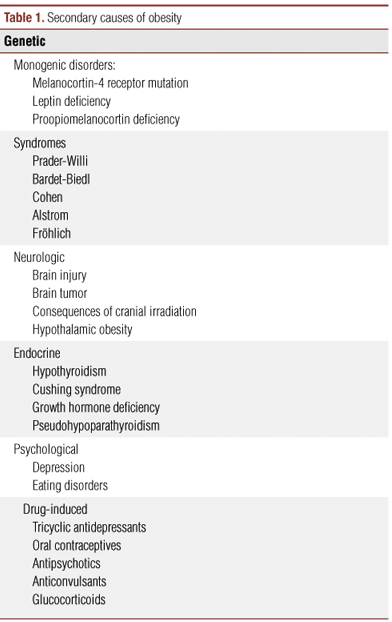 Table 1. Secondary causes of obesity
Genetic
Monogenic disorders:
Melanocortin-4 receptor mutation
Leptin deficiency
Proopiomelanocortin deficiency
Syndromes
Prader-Willi
Bardet-Biedl
Cohen
Alstrom
Fröhlich
Neurologic
Brain injury
Brain tumor
Consequences of cranial irradiation
Hypothalamic obesity
Endocrine
Hypothyroidism
Cushing syndrome
Growth hormone deficiency
Pseudohypoparathyroidism
Psychological
Depression
Eating disorders
Drug-induced
Tricyclic antidepressants
Oral contraceptives
Antipsychotics
Anticonvulsants
Glucocorticoids